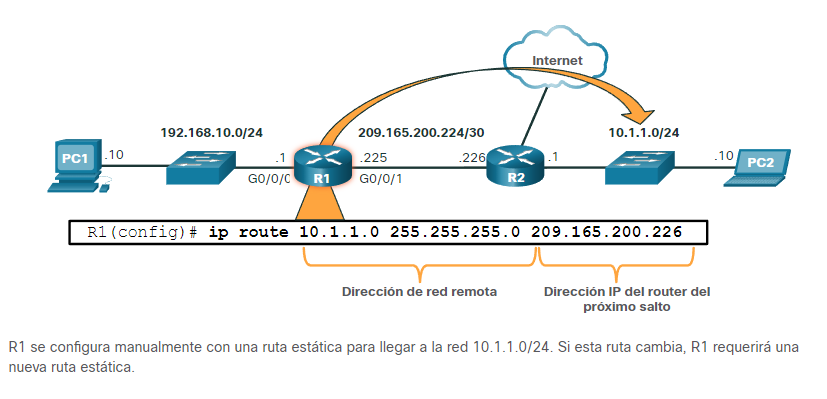 Internet
192.168.10.0/24
209.165.200.224/30
10.1.1.0/24
PC1
.10
.1
.225
.226
.1
.10
PC2
G0/0/0
R1
G0/0/1
R2
R1(config)# ip route 10.1.1.0 255.255.255.0 209.165.200.226
Dirección de red remota
Dirección IP del router del
próximo salto
R1 se configura manualmente con una ruta estática para llegar a la red 10.1.1.0/24. Si esta ruta cambia, R1 requerirá una
nueva ruta estática.